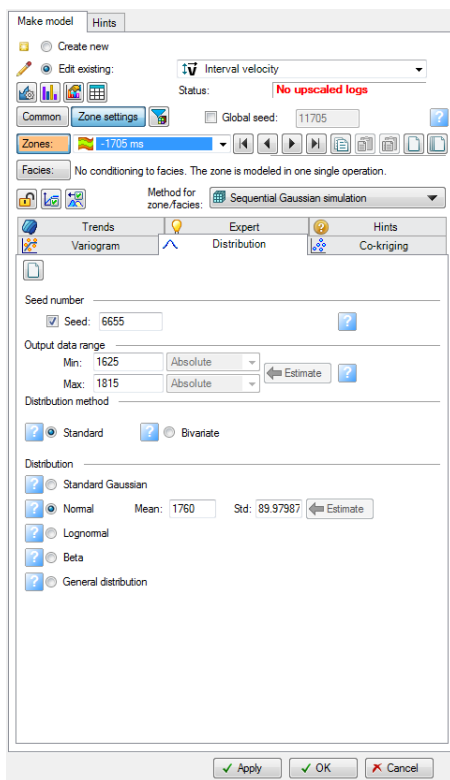 Make model Hints
Create new
Edit existing: Interval velocity
Status: No upscaled logs
Common Zone settings Global seed: 11705 ?
Zones: -1705 ms
Facies: No conditioning to facies. The zone is modeled in one single operation.
Method for zone/facies: Sequential Gaussian simulation
Trends Expert Hints
Variogram Distribution Co-kriging
Seed number
Seed: 6655 ?
Output data range
Min: 1625 Absolute
Estimate ?
Max: 1815 Absolute
Distribution method
? Standard ? Bivariate
Distribution
? Standard Gaussian
? Normal Mean: 1760 Std: 89.97987 Estimate
? Lognormal
? Beta
? General distribution
Apply OK Cancel